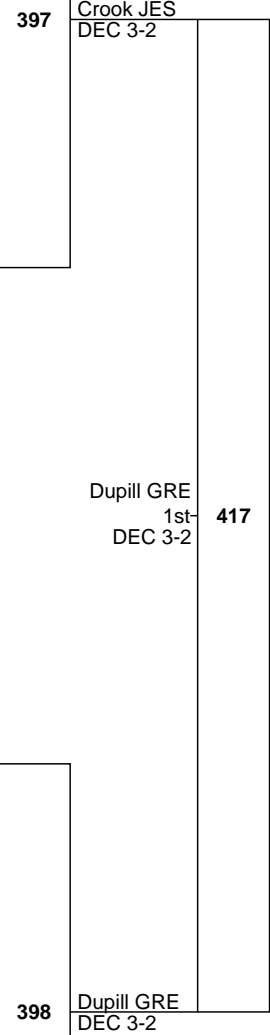 397
Crook JES
DEC 3-2
Dupill GRE
1st
DEC 3-2
417
398
Dupill GRE
DEC 3-2